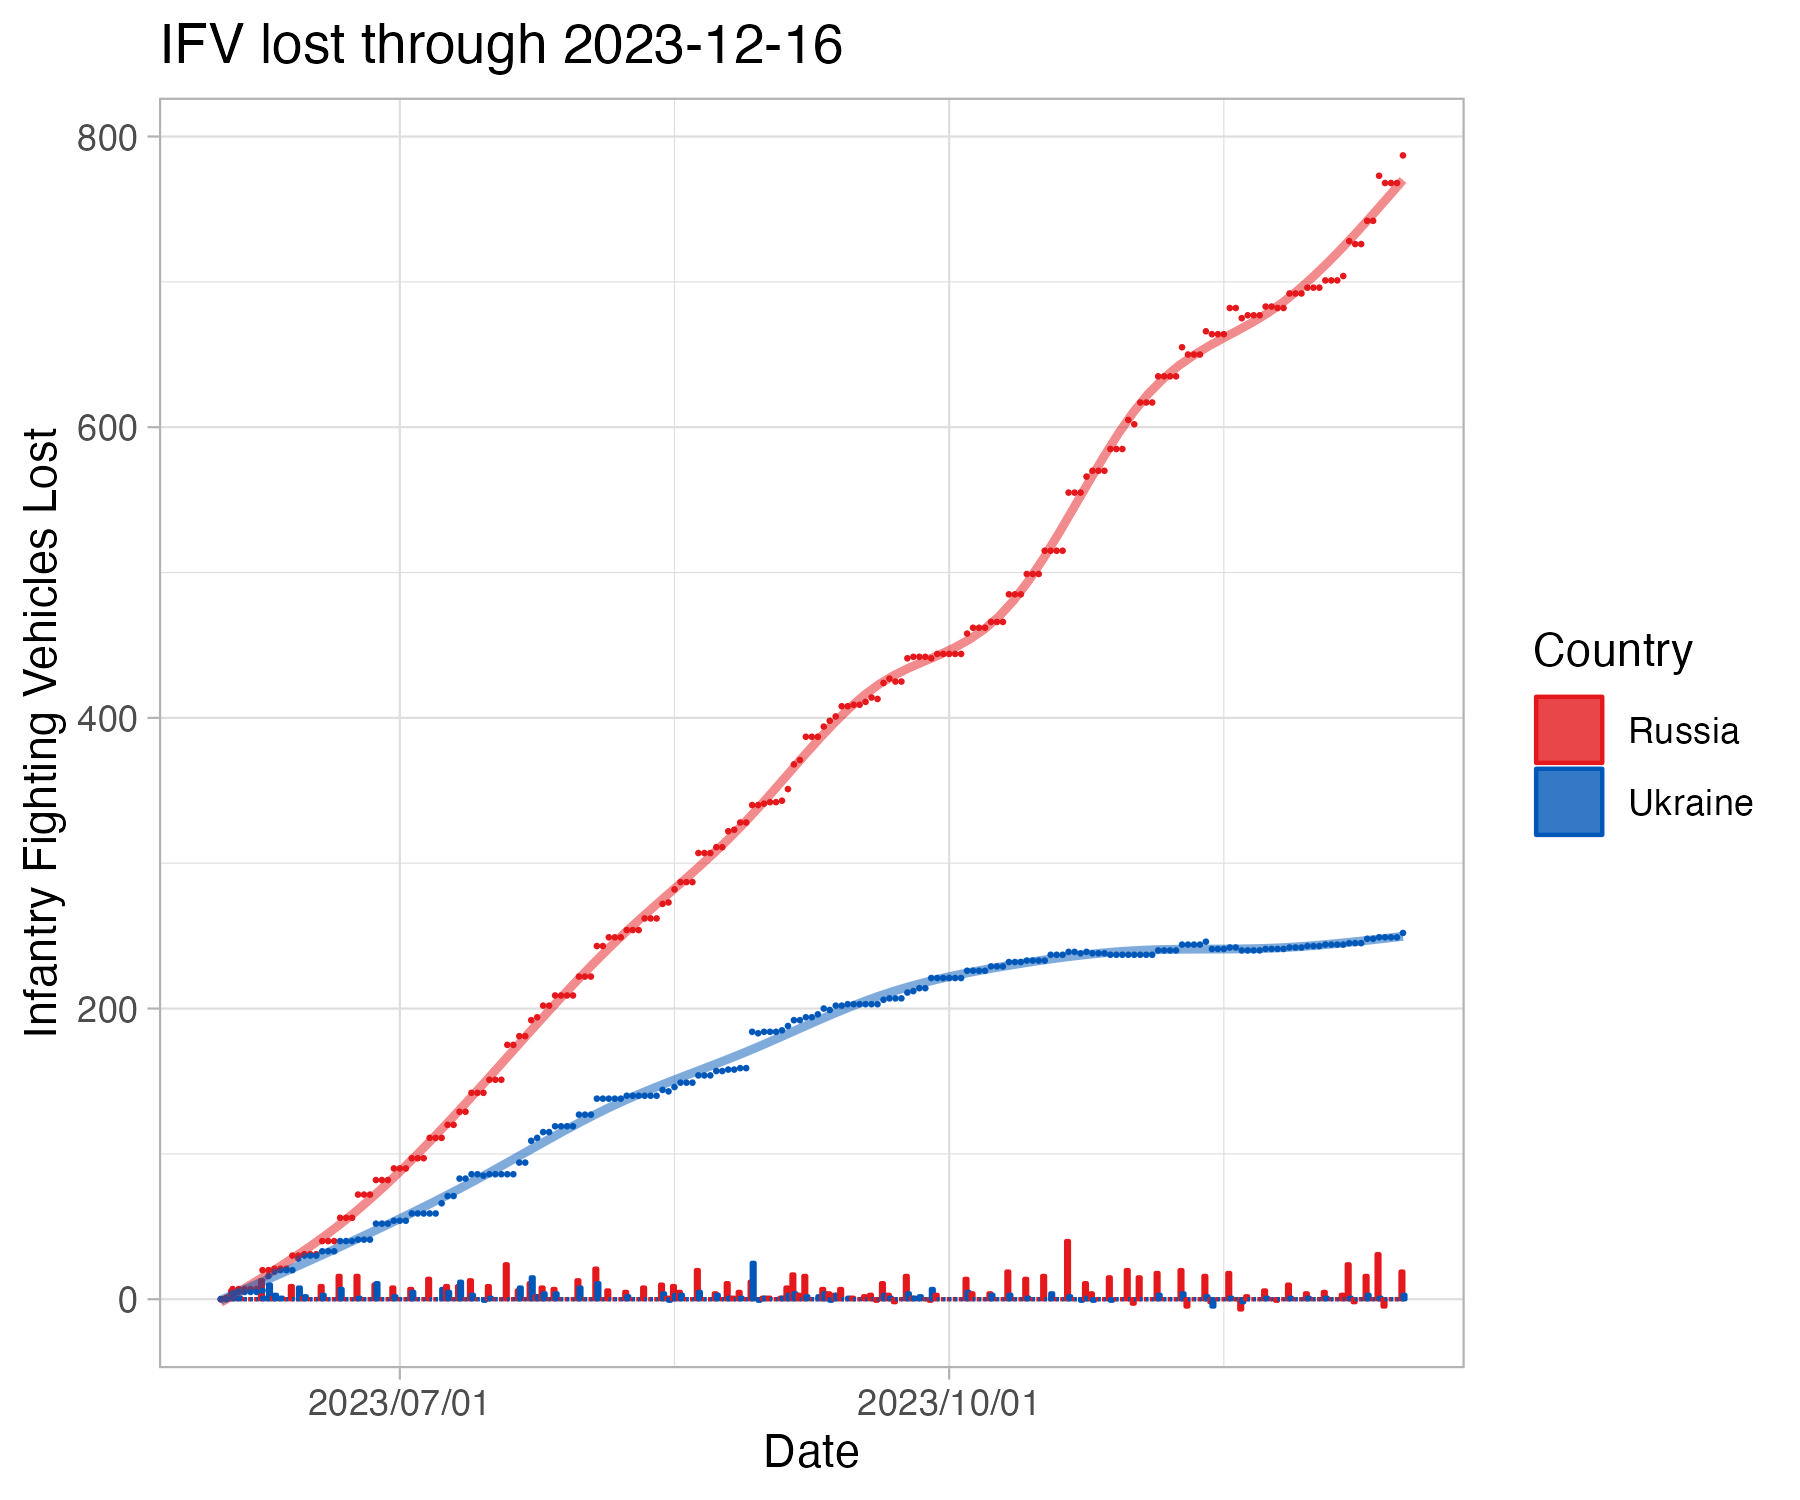 IFV lost through 2023-12-16
Infantry Fighting Vehicles Lost
800
600
400
200
0
2023/07/01
2023/10/01
Date
Country
Russia
Ukraine